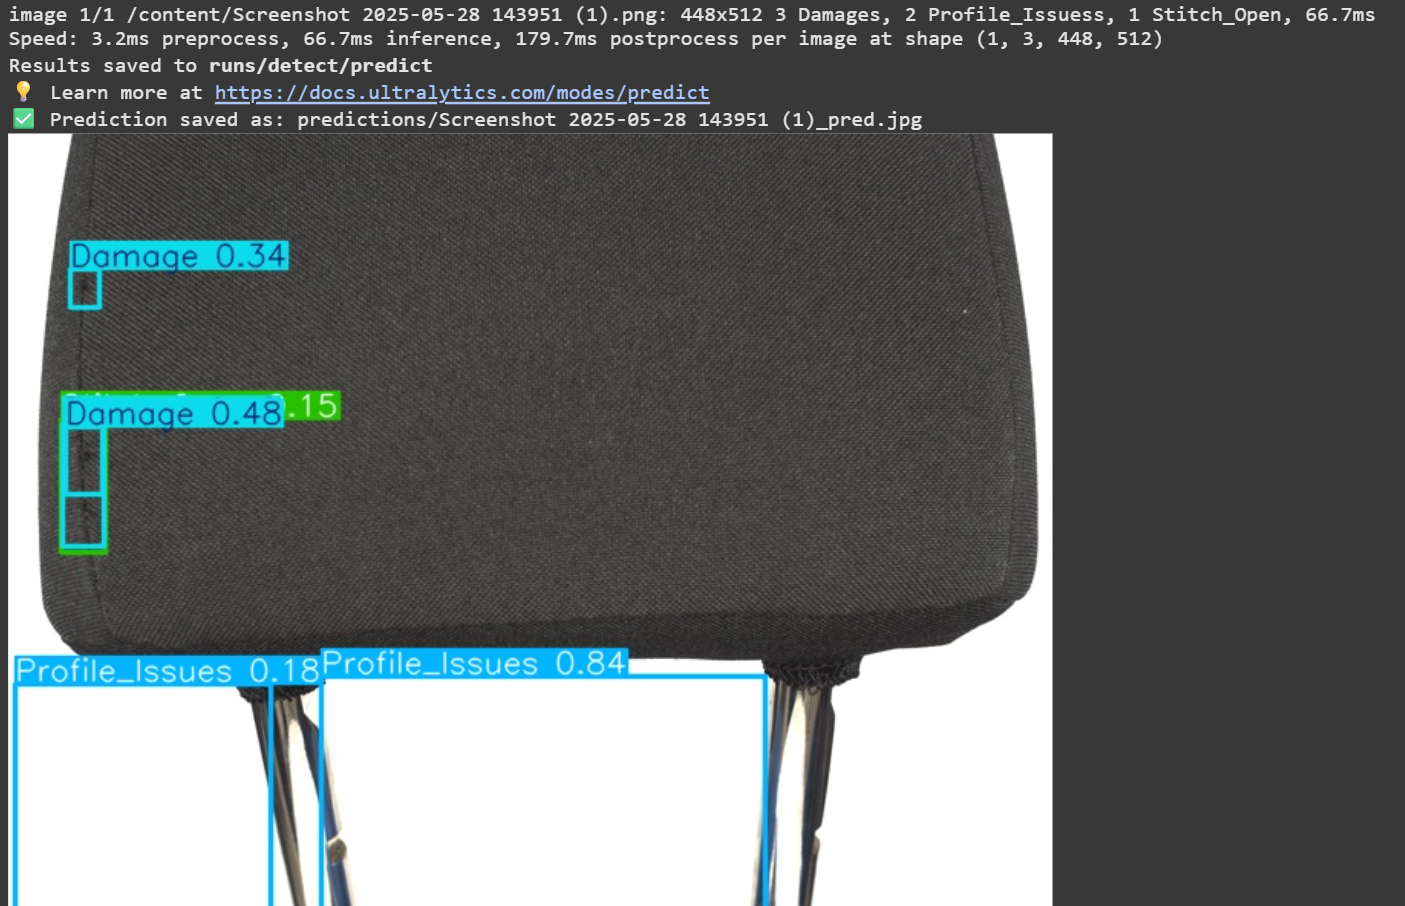 image 1/1 /content/Screenshot 2025-05-28 143951 (1).png: 448x512 3 Damages, 2 Profile_Issuess, 1 Stitch_Open, 66.7ms
Speed: 3.2ms preprocess, 66.7ms inference, 179.7ms postprocess per image at shape (1, 3, 448, 512)
Results saved to runs/detect/predict
💡 Learn more at https://docs.ultralytics.com/modes/predict
✅ Prediction saved as: predictions/Screenshot 2025-05-28 143951 (1)_pred.jpg
Damage 0.34
.15
Damage 0.48
Profile_Issues 0.18
Profile_Issues 0.84